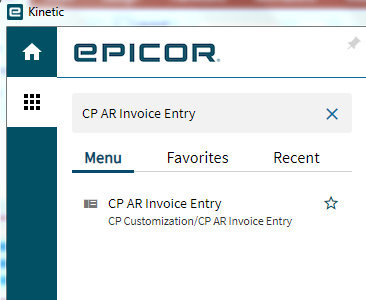 Kinetic
EPICOR
CP AR Invoice Entry
Menu Favorites Recent
CP AR Invoice Entry
CP Customization/CP AR Invoice Entry